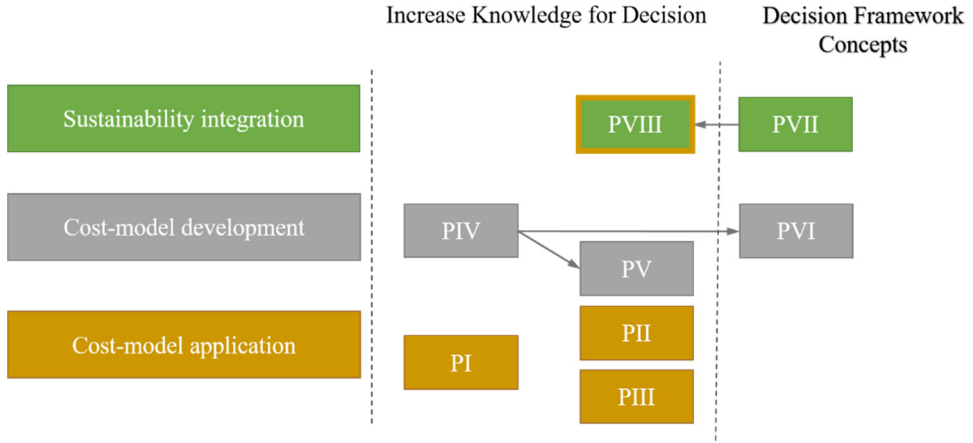 Increase Knowledge for Decision
Decision Framework
Concepts
Sustainability integration
PVIII
PVII
Cost-model development
PIV
PVI
PV
Cost-model application
PI
PII
PIII